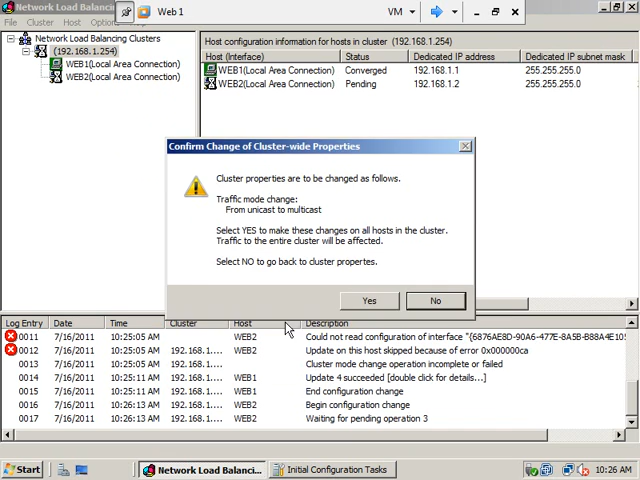 Network Load Balancing Clusters
Web 1
VM
Network Load Balancing M
Cluster
Host
Options
Network Load Balancing Clusters
(192.168.1.254)
WEB1(Local Area Connection)
WEB2(Local Area Connection)
Host configuration information for hosts in cluster (192.168.1.254)
Host (Interface) Status Dedicated IP address Dedicated IP subnet mask
WEB1(Local Area Connection) Converged 192.168.1.1 255.255.255.0
WEB2(Local Area Connection) Pending 192.168.1.2 255.255.255.0
Confirm Change of Cluster-wide Properties
Cluster properties are to be changed as follows.
Traffic mode change:
From unicast to multicast
Select YES to make these changes on all hosts in the cluster.
Traffic to the entire cluster will be affected.
Select NO to go back to cluster properties.
Yes No
Log Entry Date Time Cluster Host Description
0011 7/16/2011 10:25:05 AM WEB2 Could not read configuration of interface "{6876AE8D-90A6-477E-8A5B-B88A4E105
0012 7/16/2011 10:25:05 AM 192.168.1.... WEB2 Update on this host skipped because of error 0x000000ca
0013 7/16/2011 10:25:05 AM 192.168.1.... Cluster mode change operation incomplete or failed
0014 7/16/2011 10:25:05 AM 192.168.1.... WEB1 Update 4 succeeded [double click for details...]
0015 7/16/2011 10:25:05 AM 192.168.1.... WEB1 End configuration change
0016 7/16/2011 10:26:13 AM 192.168.1.... WEB2 Begin configuration change
0017 7/16/2011 10:26:13 AM 192.168.1.... WEB2 Waiting for pending operation 3
Start
Network Load Balanci...
Initial Configuration Tasks
10:26 AM